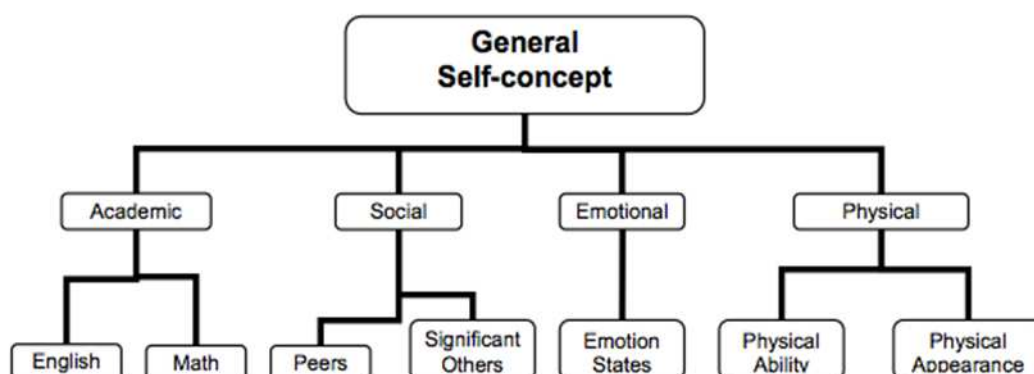 General
Self-concept
Academic
Social
Emotional
Physical
English
Math
Peers
Significant
Others
Emotion
States
Physical
Ability
Physical
Appearance